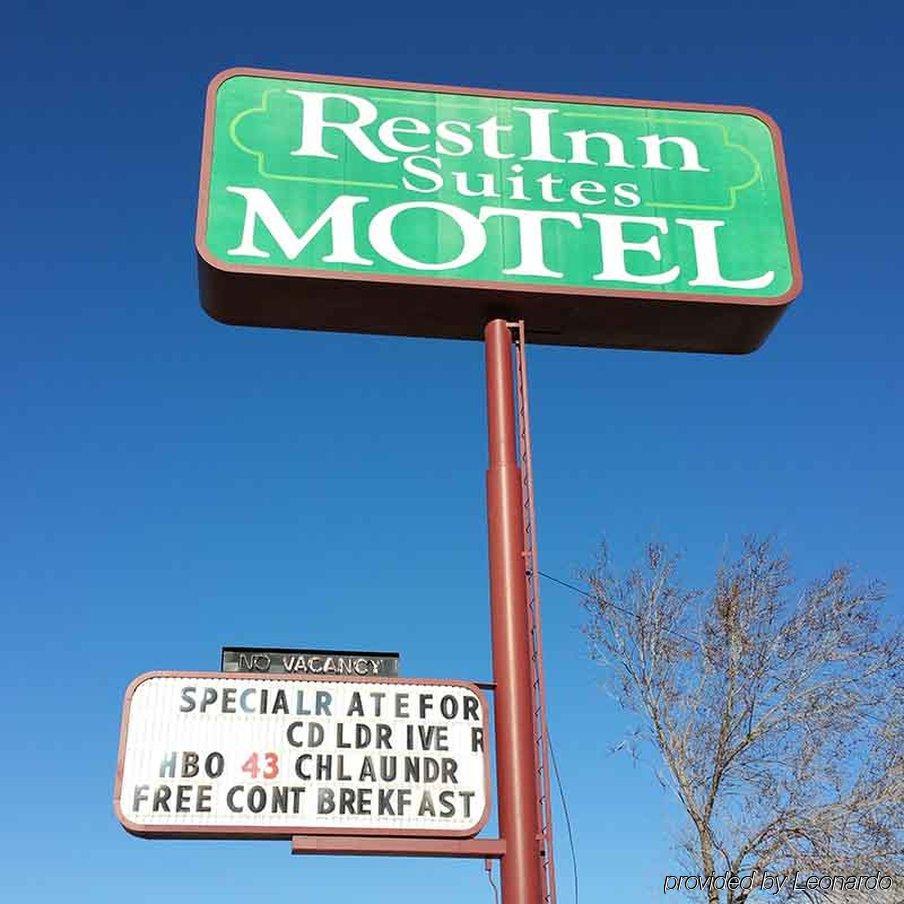 RestInn
Suites
MOTEL
NO VACANCY
SPECIALR ATEFOR
CD LDR IVE R
HBO 43 CHLAUNDR
FREE CONT BREKFAST
provided by Leonardo